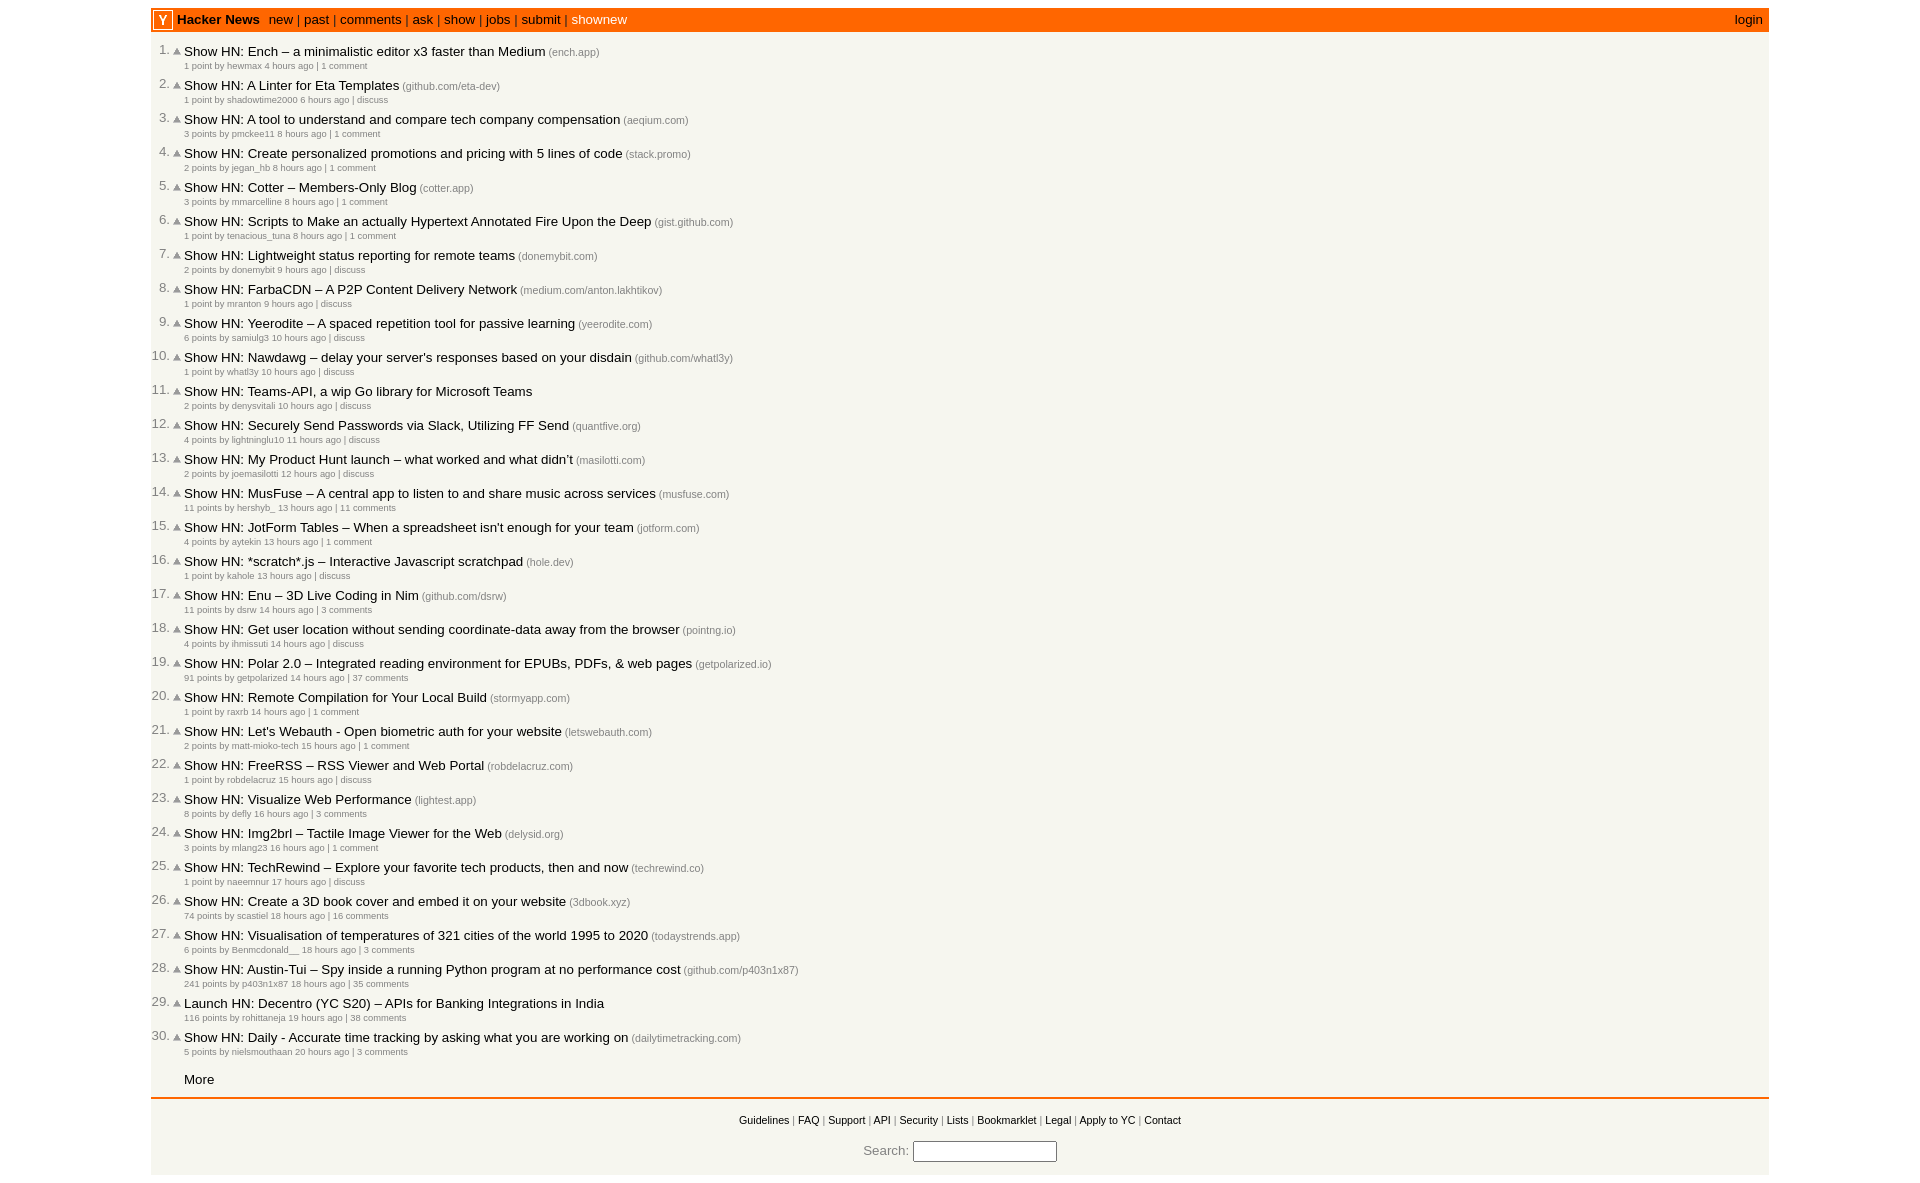 Y Hacker News new | past | comments | ask | show | jobs | submit | shownew login
1. Show HN: Ench – a minimalistic editor x3 faster than Medium (ench.app)
1 point by hewmax 4 hours ago | 1 comment
2. Show HN: A Linter for Eta Templates (github.com/eta-dev)
1 point by shadowtime2000 6 hours ago | discuss
3. Show HN: A tool to understand and compare tech company compensation (aeqium.com)
3 points by pmckee11 8 hours ago | 1 comment
4. Show HN: Create personalized promotions and pricing with 5 lines of code (stack.promo)
2 points by jegan_hb 8 hours ago | 1 comment
5. Show HN: Cotter – Members-Only Blog (cotter.app)
3 points by mmarcelline 8 hours ago | 1 comment
6. Show HN: Scripts to Make an actually Hypertext Annotated Fire Upon the Deep (gist.github.com)
1 point by tenacious_tuna 8 hours ago | 1 comment
7. Show HN: Lightweight status reporting for remote teams (donemybit.com)
2 points by donemybit 9 hours ago | discuss
8. Show HN: FarbaCDN – A P2P Content Delivery Network (medium.com/anton.lakhtikov)
1 point by mranton 9 hours ago | discuss
9. Show HN: Yeerodite – A spaced repetition tool for passive learning (yeerodite.com)
6 points by samiulg3 10 hours ago | discuss
10. Show HN: Nawdawg – delay your server's responses based on your disdain (github.com/whatl3y)
1 point by whatl3y 10 hours ago | discuss
11. Show HN: Teams-API, a wip Go library for Microsoft Teams
2 points by denysvitali 10 hours ago | discuss
12. Show HN: Securely Send Passwords via Slack, Utilizing FF Send (quantfive.org)
4 points by lightninglu10 11 hours ago | discuss
13. Show HN: My Product Hunt launch – what worked and what didn’t (masilotti.com)
2 points by joemasilotti 12 hours ago | discuss
14. Show HN: MusFuse – A central app to listen to and share music across services (musfuse.com)
11 points by hershyb_ 13 hours ago | 11 comments
15. Show HN: JotForm Tables – When a spreadsheet isn't enough for your team (jotform.com)
4 points by aytekin 13 hours ago | 1 comment
16. Show HN: *scratch*.js – Interactive Javascript scratchpad (hole.dev)
1 point by kahole 13 hours ago | discuss
17. Show HN: Enu – 3D Live Coding in Nim (github.com/dsrw)
11 points by dsrw 14 hours ago | 3 comments
18. Show HN: Get user location without sending coordinate-data away from the browser (pointng.io)
4 points by ihmissuti 14 hours ago | discuss
19. Show HN: Polar 2.0 – Integrated reading environment for EPUBs, PDFs, & web pages (getpolarized.io)
91 points by getpolarized 14 hours ago | 37 comments
20. Show HN: Remote Compilation for Your Local Build (stormyapp.com)
1 point by raxrb 14 hours ago | 1 comment
21. Show HN: Let's Webauth - Open biometric auth for your website (letswebauth.com)
2 points by matt-mioko-tech 15 hours ago | 1 comment
22. Show HN: FreeRSS – RSS Viewer and Web Portal (robdelacruz.com)
1 point by robdelacruz 15 hours ago | discuss
23. Show HN: Visualize Web Performance (lightest.app)
8 points by defly 16 hours ago | 3 comments
24. Show HN: Img2brl – Tactile Image Viewer for the Web (delysid.org)
3 points by mlang23 16 hours ago | 1 comment
25. Show HN: TechRewind – Explore your favorite tech products, then and now (techrewind.co)
1 point by naeemnur 17 hours ago | discuss
26. Show HN: Create a 3D book cover and embed it on your website (3dbook.xyz)
74 points by scastiel 18 hours ago | 16 comments
27. Show HN: Visualisation of temperatures of 321 cities of the world 1995 to 2020 (todaystrends.app)
6 points by Benmcdonald__ 18 hours ago | 3 comments
28. Show HN: Austin-Tui – Spy inside a running Python program at no performance cost (github.com/p403n1x87)
241 points by p403n1x87 18 hours ago | 35 comments
29. Launch HN: Decentro (YC S20) – APIs for Banking Integrations in India
116 points by rohittaneja 19 hours ago | 38 comments
30. Show HN: Daily - Accurate time tracking by asking what you are working on (dailytimetracking.com)
5 points by nielsmouthaan 20 hours ago | 3 comments
More
Guidelines | FAQ | Support | API | Security | Lists | Bookmarklet | Legal | Apply to YC | Contact
Search: